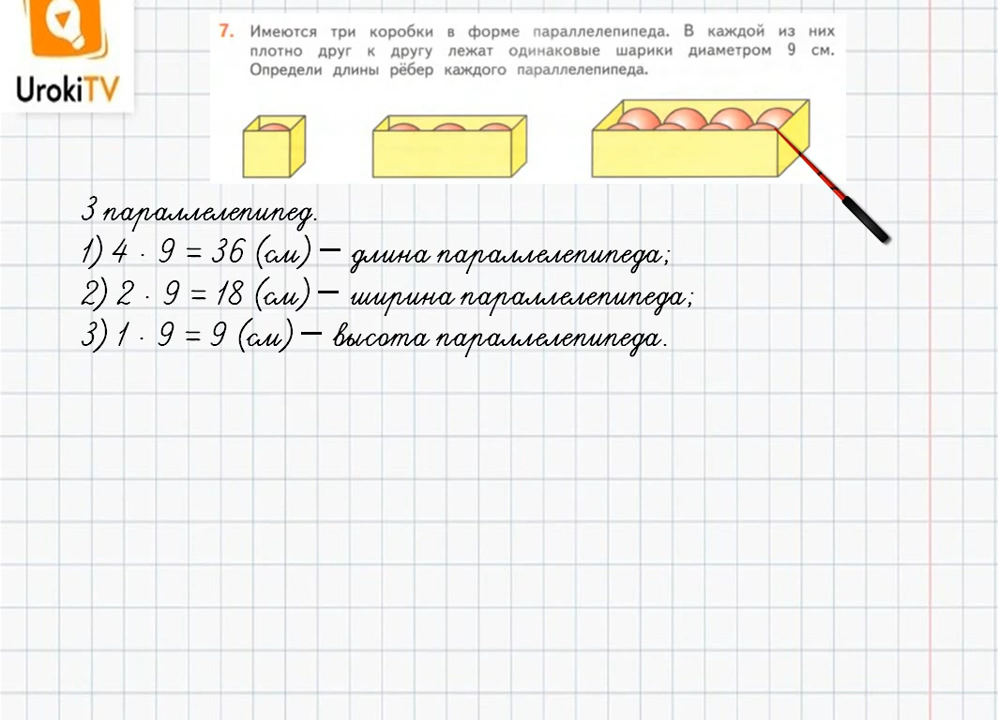 UrokiTV
7. Имеются три коробки в форме параллелепипеда. В каждой из них
плотно друг к другу лежат одинаковые шарики диаметром 9 см.
Определи длины рёбер каждого параллелепипеда.
3 параллелепипед.
1) 4 · 9 = 36 (см) – длина параллелепипеда;
2) 2 · 9 = 18 (см) – ширина параллелепипеда;
3) 1 · 9 = 9 (см) – высота параллелепипеда.